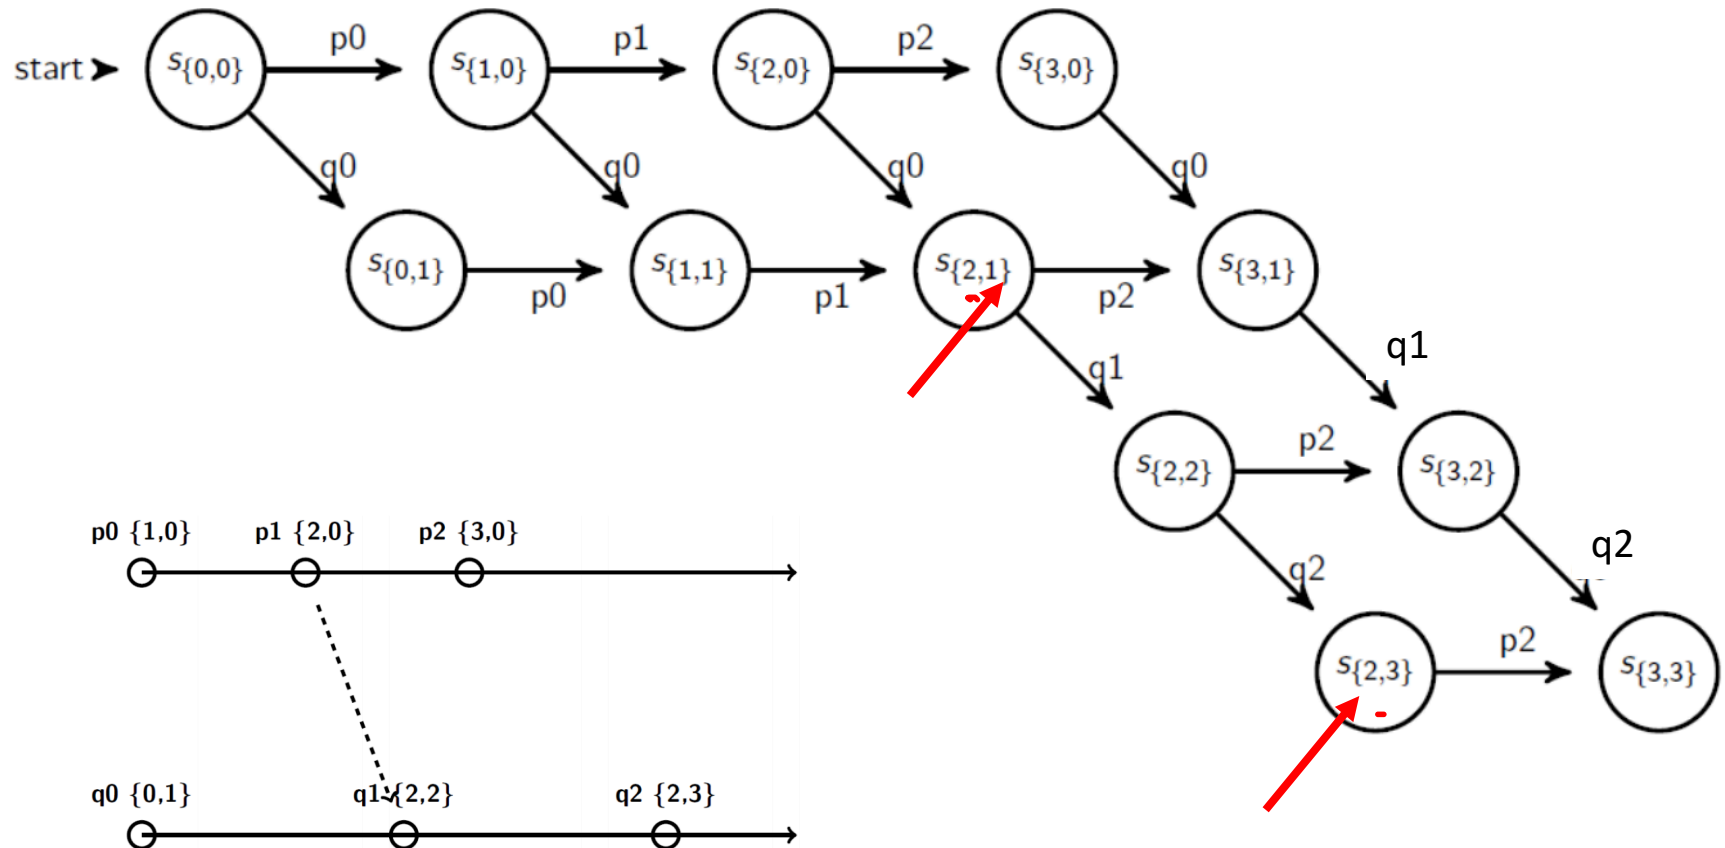 start
s{0,0} p0 s{1,0} p1 s{2,0} p2 s{3,0}
q0 q0 q0 q0
s{0,1} p0 s{1,1} p1 s{2,1} p2 s{3,1}
q1 q1
s{2,2} p2 s{3,2}
q2 q2
s{2,3} p2 s{3,3}
p0 {1,0} p1 {2,0} p2 {3,0}
q0 {0,1} q1 {2,2} q2 {2,3}